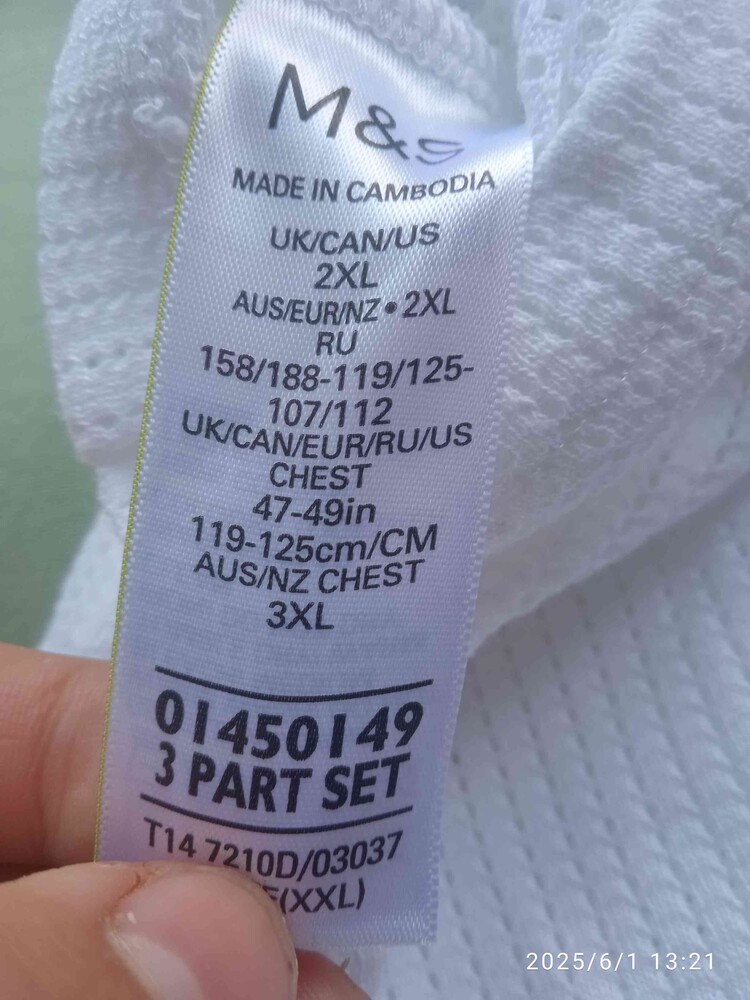 M&S
MADE IN CAMBODIA
UK/CAN/US
2XL
AUS/EUR/NZ•2XL
RU
158/188-119/125-
107/112
UK/CAN/EUR/RU/US
CHEST
47-49in
119-125cm/CM
AUS/NZ CHEST
3XL
01450149
3 PART SET
T14 7210D/03037
(XXL)
2025/6/1 13:21